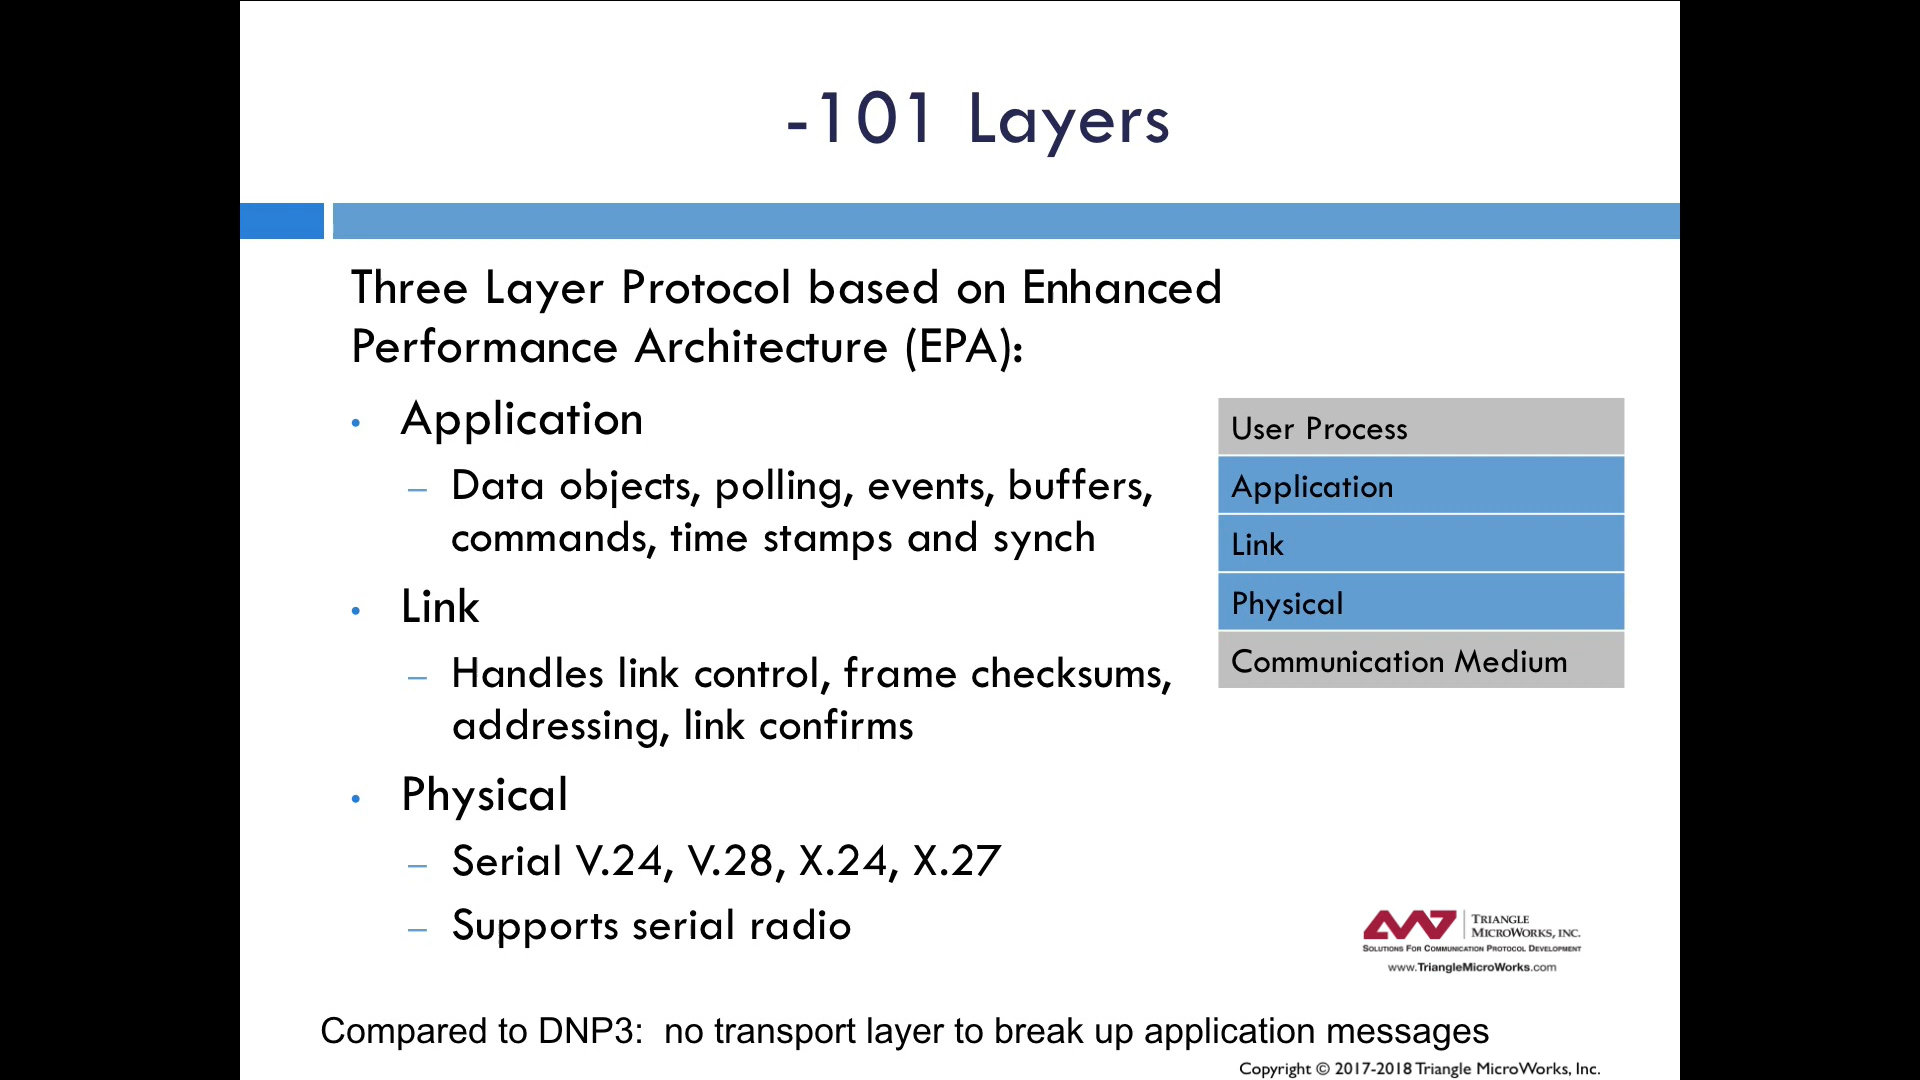 -101 Layers
Three Layer Protocol based on Enhanced
Performance Architecture (EPA):
• Application
– Data objects, polling, events, buffers,
commands, time stamps and synch
• Link
– Handles link control, frame checksums,
addressing, link confirms
• Physical
– Serial V.24, V.28, X.24, X.27
– Supports serial radio
User Process
Application
Link
Physical
Communication Medium
TRIANGLE
MICROWORKS, INC.
SOLUTIONS FOR COMMUNICATION PROTOCOL DEVELOPMENT
www.TriangleMicroWorks.com
Compared to DNP3:  no transport layer to break up application messages
Copyright © 2017-2018 Triangle MicroWorks, Inc.